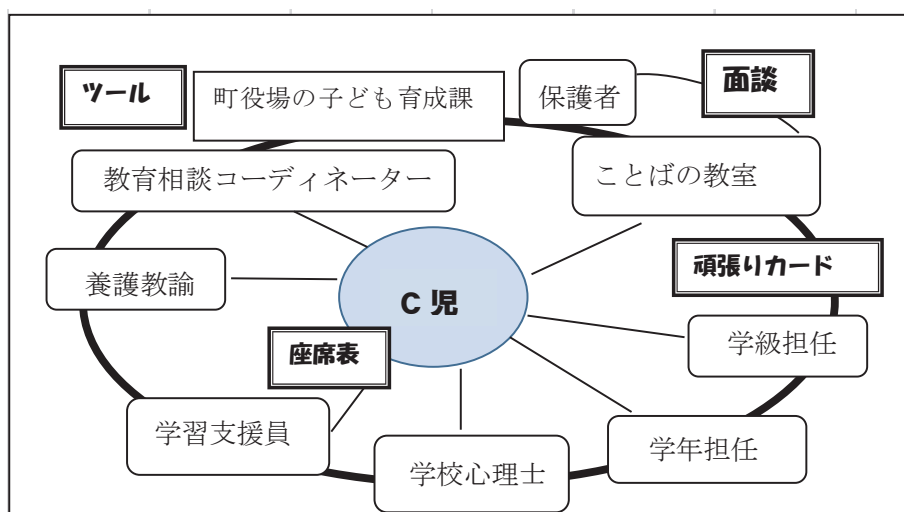 ツール
町役場の子ども育成課
保護者
面談
教育相談コーディネーター
ことばの教室
養護教諭
C児
頑張りカード
座席表
学級担任
学習支援員
学校心理士
学年担任